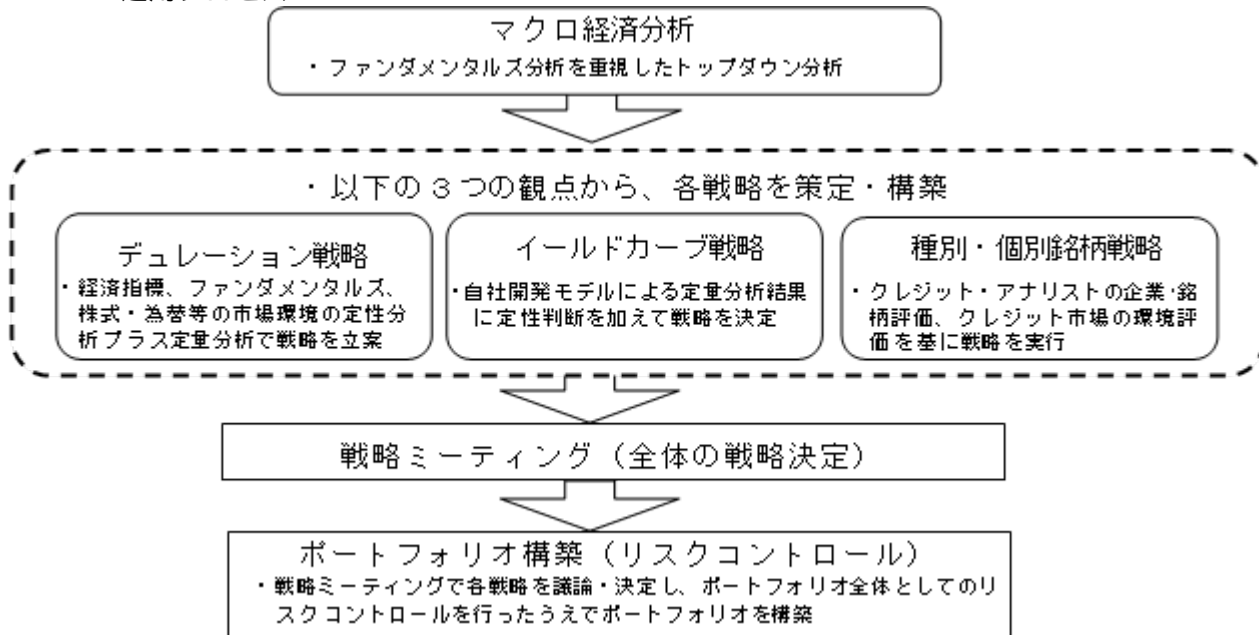 マクロ経済分析
・ファンダメンタルズ分析を重視したトップダウン分析
・以下の３つの観点から、各戦略を策定・構築
デュレーション戦略
・経済指標、ファンダメンタルズ、
株式・為替等の市場環境の定性分
析プラス定量分析で戦略を立案
イールドカーブ戦略
・自社開発モデルによる定量分析結果
に定性判断を加えて戦略を決定
種別・個別銘柄戦略
・クレジット・アナリストの企業・銘
柄評価、クレジット市場の環境評
価を基に戦略を実行
戦略ミーティング（全体の戦略決定）
ポートフォリオ構築（リスクコントロール）
・戦略ミーティングで各戦略を議論・決定し、ポートフォリオ全体としてのリ
スクコントロールを行ったうえでポートフォリオを構築